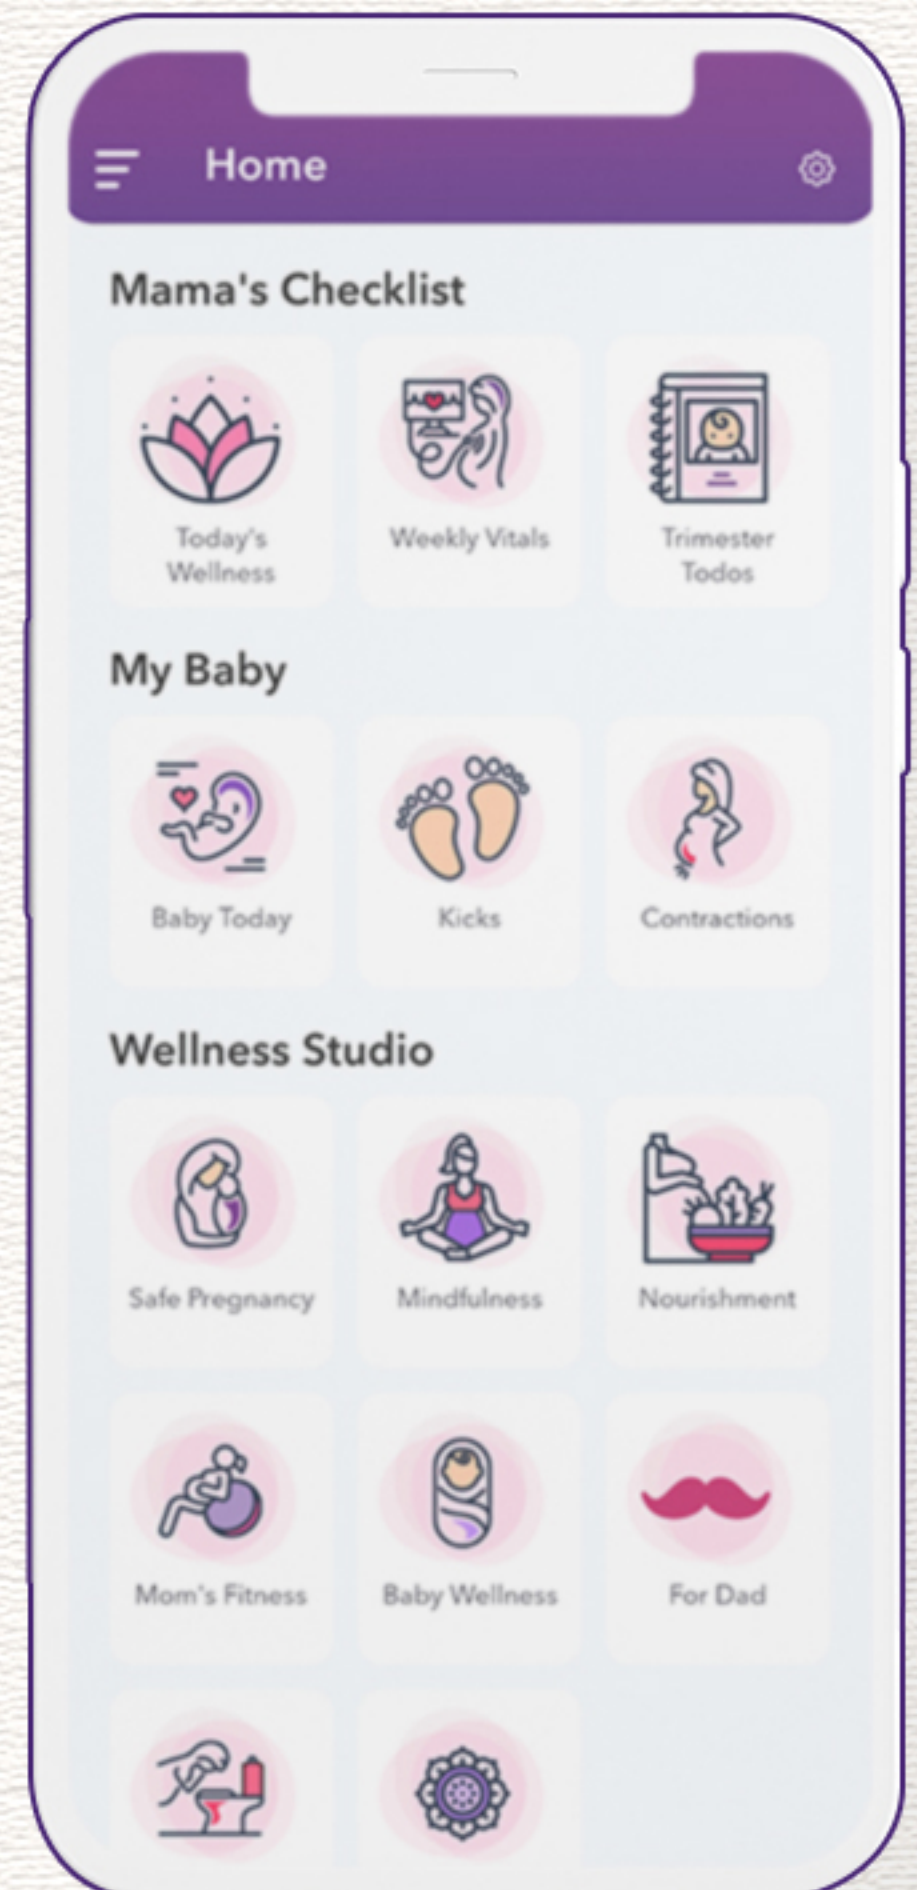 Home
Mama's Checklist
Today's
Wellness
Weekly Vitals
Trimester
Todos
My Baby
Baby Today
Kicks
Contractions
Wellness Studio
Safe Pregnancy
Mindfulness
Nourishment
Mom's Fitness
Baby Wellness
For Dad